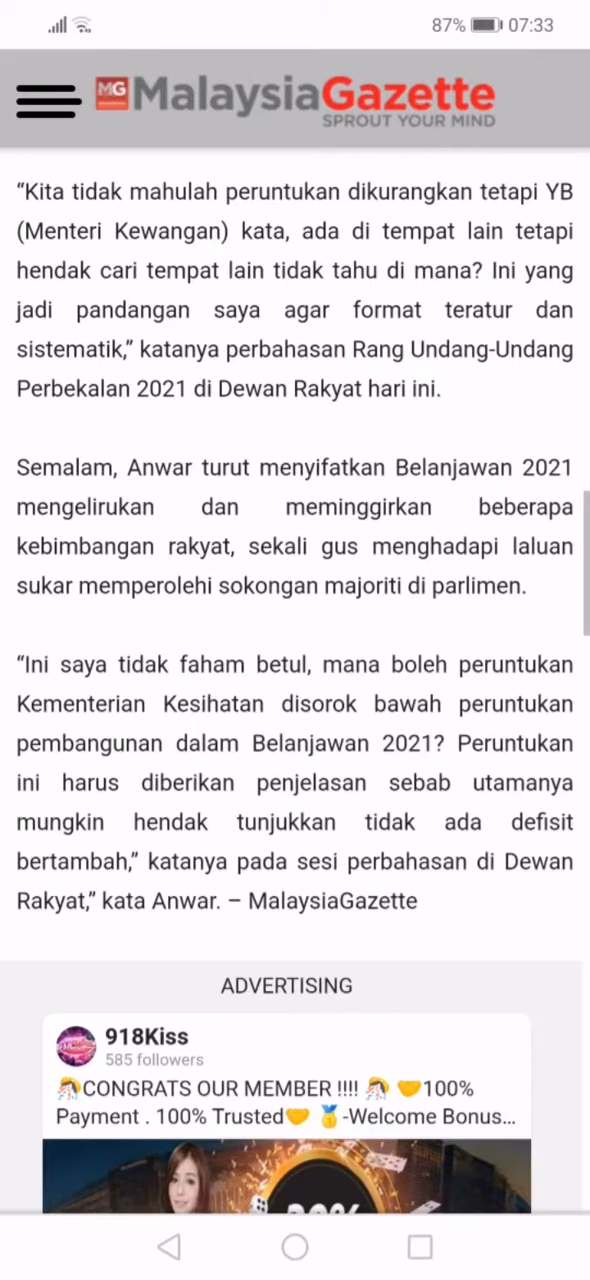 87% 07:33
MG MalaysiaGazette
SPROUT YOUR MIND
“Kita tidak mahulah peruntukan dikurangkan tetapi YB
(Menteri Kewangan) kata, ada di tempat lain tetapi
hendak cari tempat lain tidak tahu di mana? Ini yang
jadi pandangan saya agar format teratur dan
sistematik,” katanya perbahasan Rang Undang-Undang
Perbekalan 2021 di Dewan Rakyat hari ini.
Semalam, Anwar turut menyifatkan Belanjawan 2021
mengelirukan dan meminggirkan beberapa
kebimbangan rakyat, sekali gus menghadapi laluan
sukar memperolehi sokongan majoriti di parlimen.
“Ini saya tidak faham betul, mana boleh peruntukan
Kementerian Kesihatan disorok bawah peruntukan
pembangunan dalam Belanjawan 2021? Peruntukan
ini harus diberikan penjelasan sebab utamanya
mungkin hendak tunjukkan tidak ada defisit
bertambah,” katanya pada sesi perbahasan di Dewan
Rakyat,” kata Anwar. – MalaysiaGazette
ADVERTISING
918Kiss
585 followers
🎊CONGRATS OUR MEMBER !!!! 🎊 🤝100%
Payment . 100% Trusted🤝 🥇-Welcome Bonus...